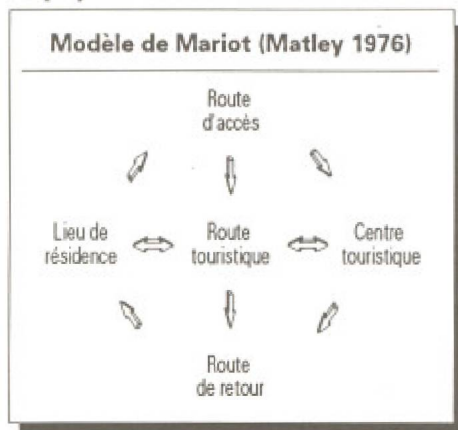 Modèle de Mariot (Matley 1976)
Route
d'accès
Lieu de
résidence
Route
touristique
Centre
touristique
Route
de retour